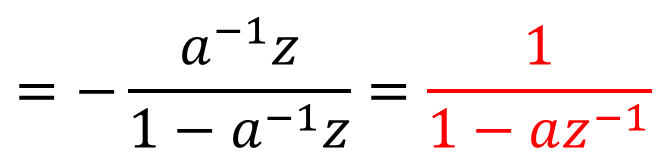 = − a⁻¹z / (1 − a⁻¹z) = 1 / (1 − az⁻¹)